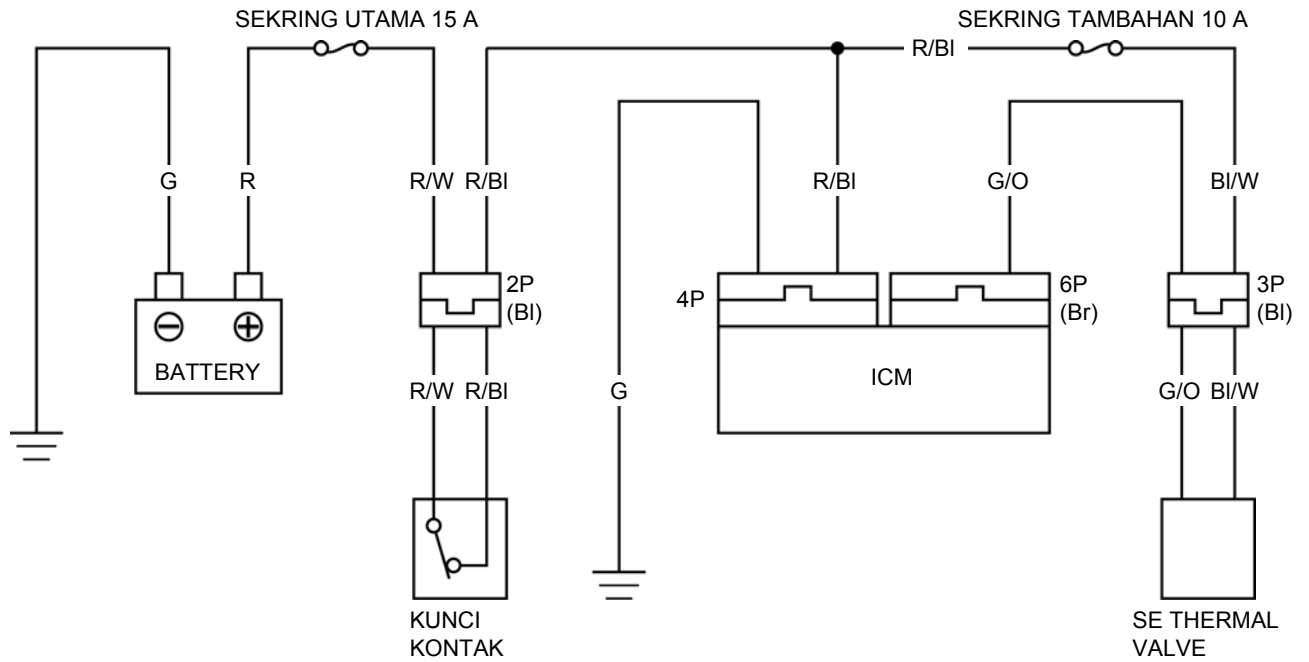 SEKRING UTAMA 15 A
SEKRING TAMBAHAN 10 A
R/Bl
G
R
R/W
R/Bl
R/Bl
G/O
Bl/W
2P
(Bl)
4P
6P
(Br)
3P
(Bl)
BATTERY
ICM
R/W
R/Bl
G
G/O
Bl/W
KUNCI
KONTAK
SE THERMAL
VALVE